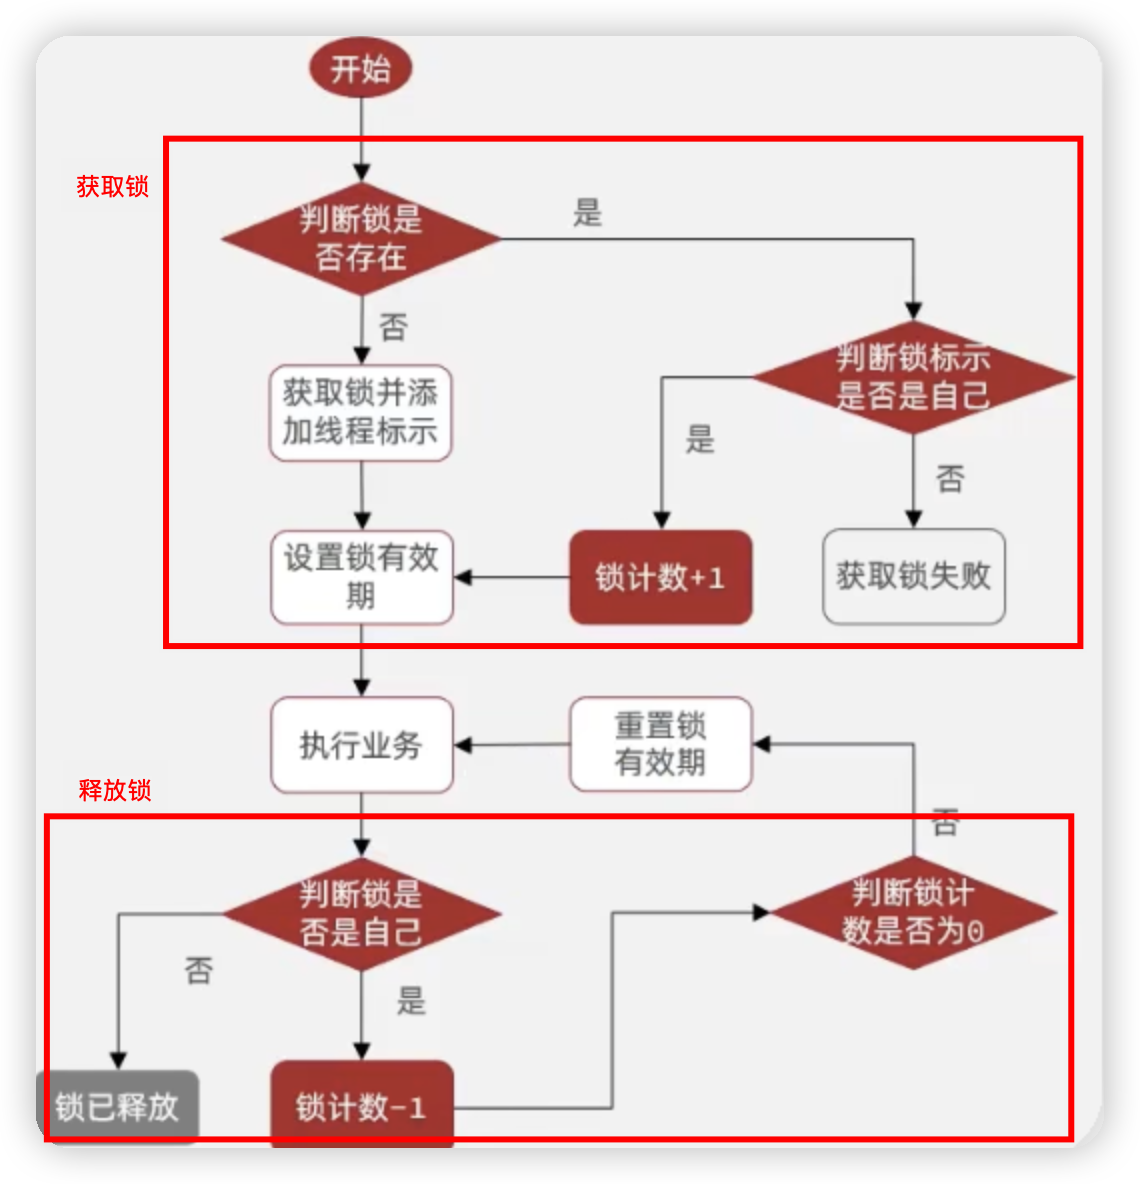 开始
获取锁
判断锁是
否存在
是
否
判断锁标示
是否是自己
获取锁并添
加线程标示
是
否
设置锁有效
期
锁计数+1
获取锁失败
执行业务
重置锁
有效期
释放锁
否
判断锁是
否是自己
判断锁计
数是否为0
否
是
锁已释放
锁计数-1